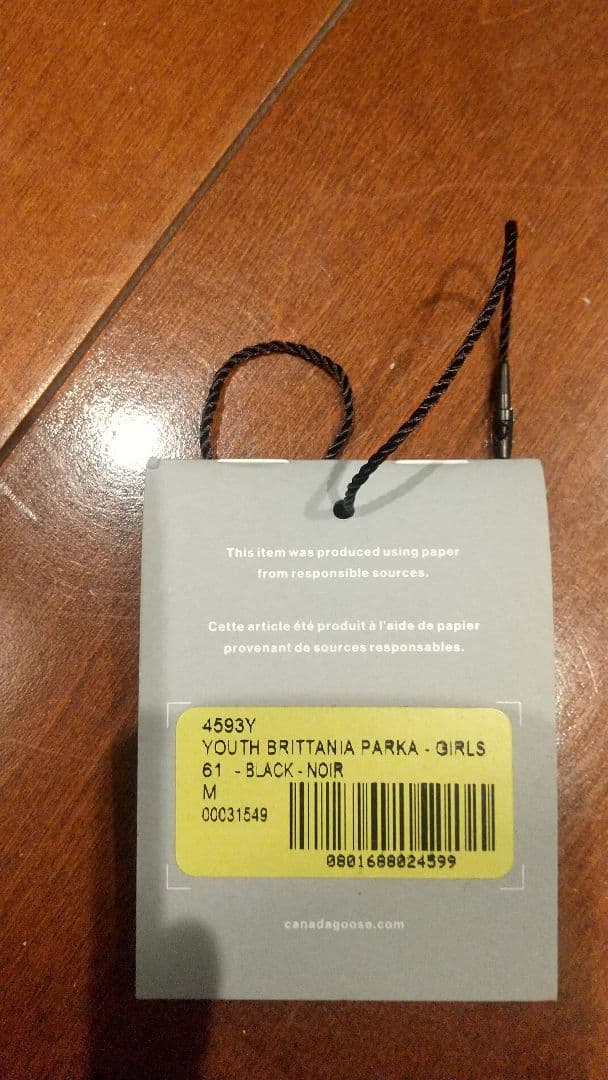 This item was produced using paper
from responsible sources.
Cette article été produit à l'aide de papier
provenant de sources responsables.
4593Y
YOUTH BRITTANIA PARKA - GIRLS
61 - BLACK - NOIR
M
00031549
0801688024599
canadagoose.com